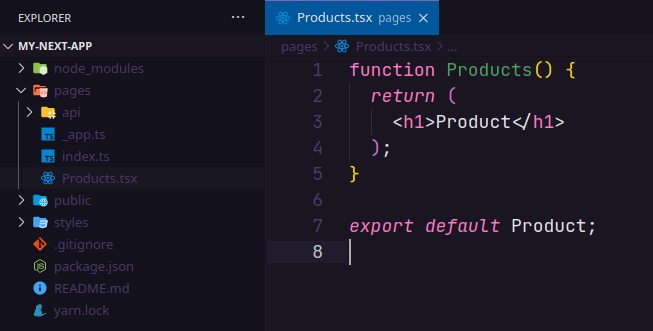 EXPLORER ···
MY-NEXT-APP
node_modules
pages
api
TS _app.ts
TS index.ts
Products.tsx
public
styles
.gitignore
package.json
README.md
yarn.lock
Products.tsx pages ×
pages > Products.tsx > ...
1 function Products() {
2 return (
3 <h1>Product</h1>
4 );
5 }
6
7 export default Product;
8